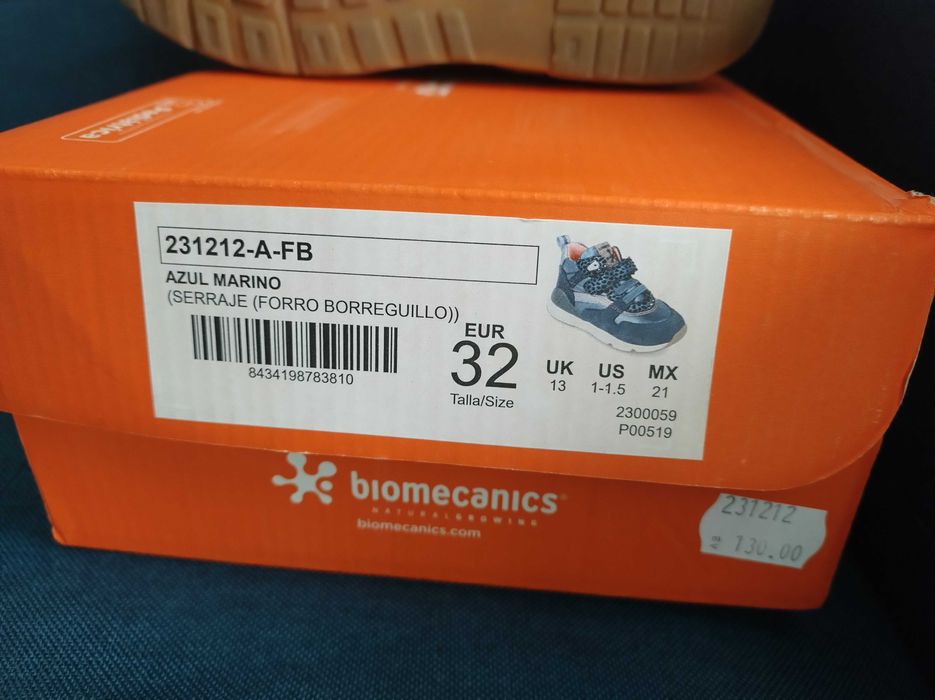 231212-A-FB
AZUL MARINO
(SERRAJE (FORRO BORREGUILLO))
8434198783810
EUR
32
Talla/Size
UK US MX
13 1-1.5 21
2300059
P00519
biomecanics®
NATURALGROWING
biomecanics.com
231212
130.00